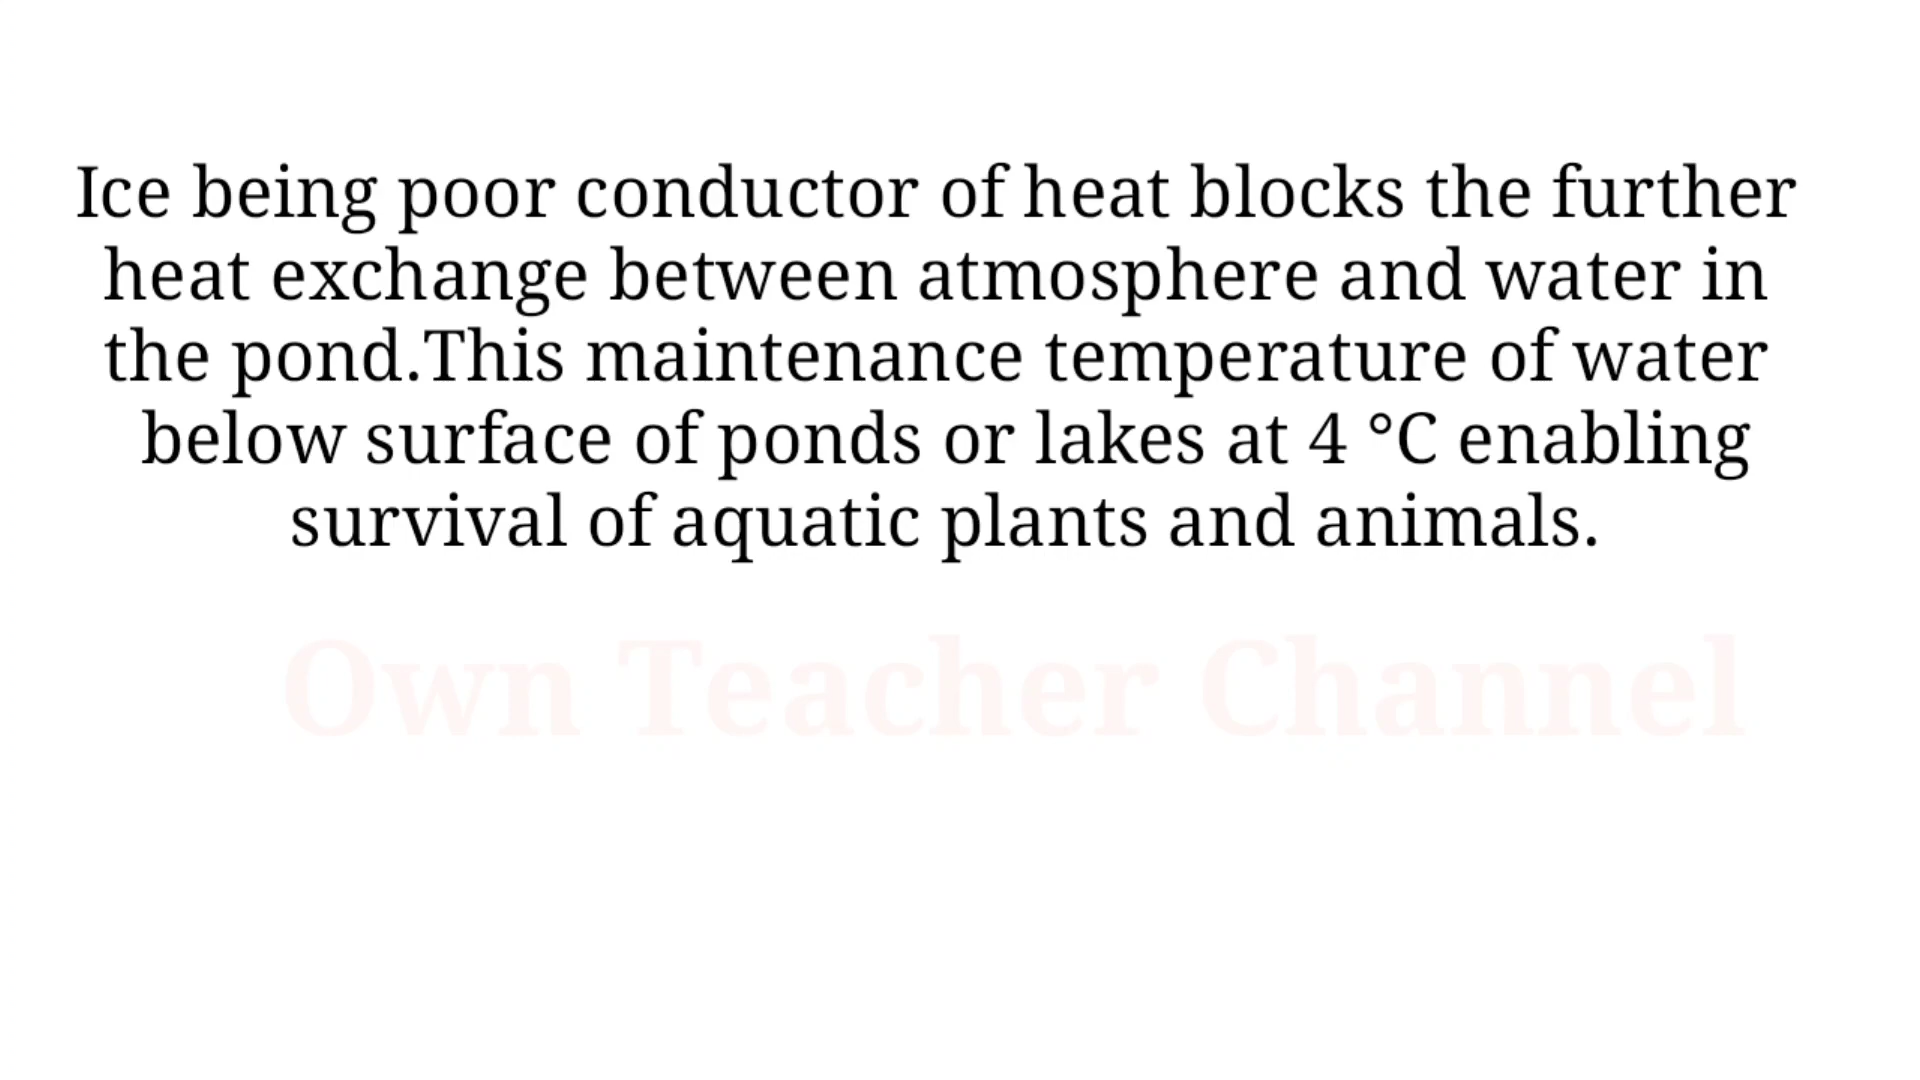 Ice being poor conductor of heat blocks the further
heat exchange between atmosphere and water in
the pond.This maintenance temperature of water
below surface of ponds or lakes at 4 °C enabling
survival of aquatic plants and animals.
Own Teacher Channel